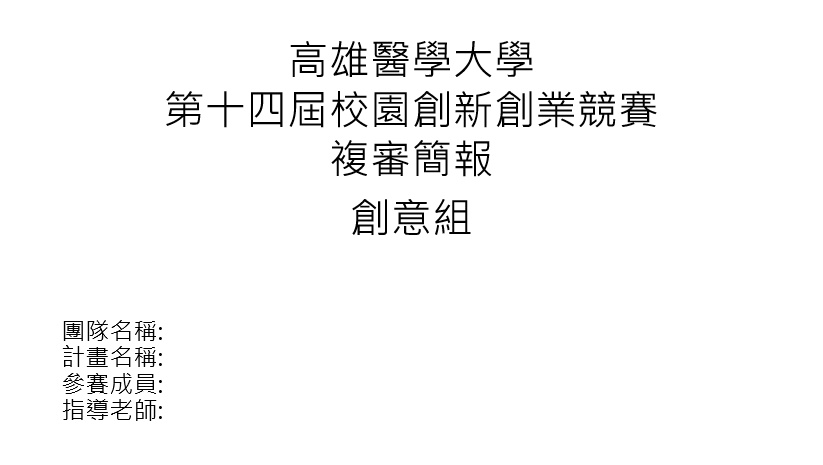 高雄醫學大學
第十四屆校園創新創業競賽
複審簡報
創意組
團隊名稱:
計畫名稱:
參賽成員:
指導老師: